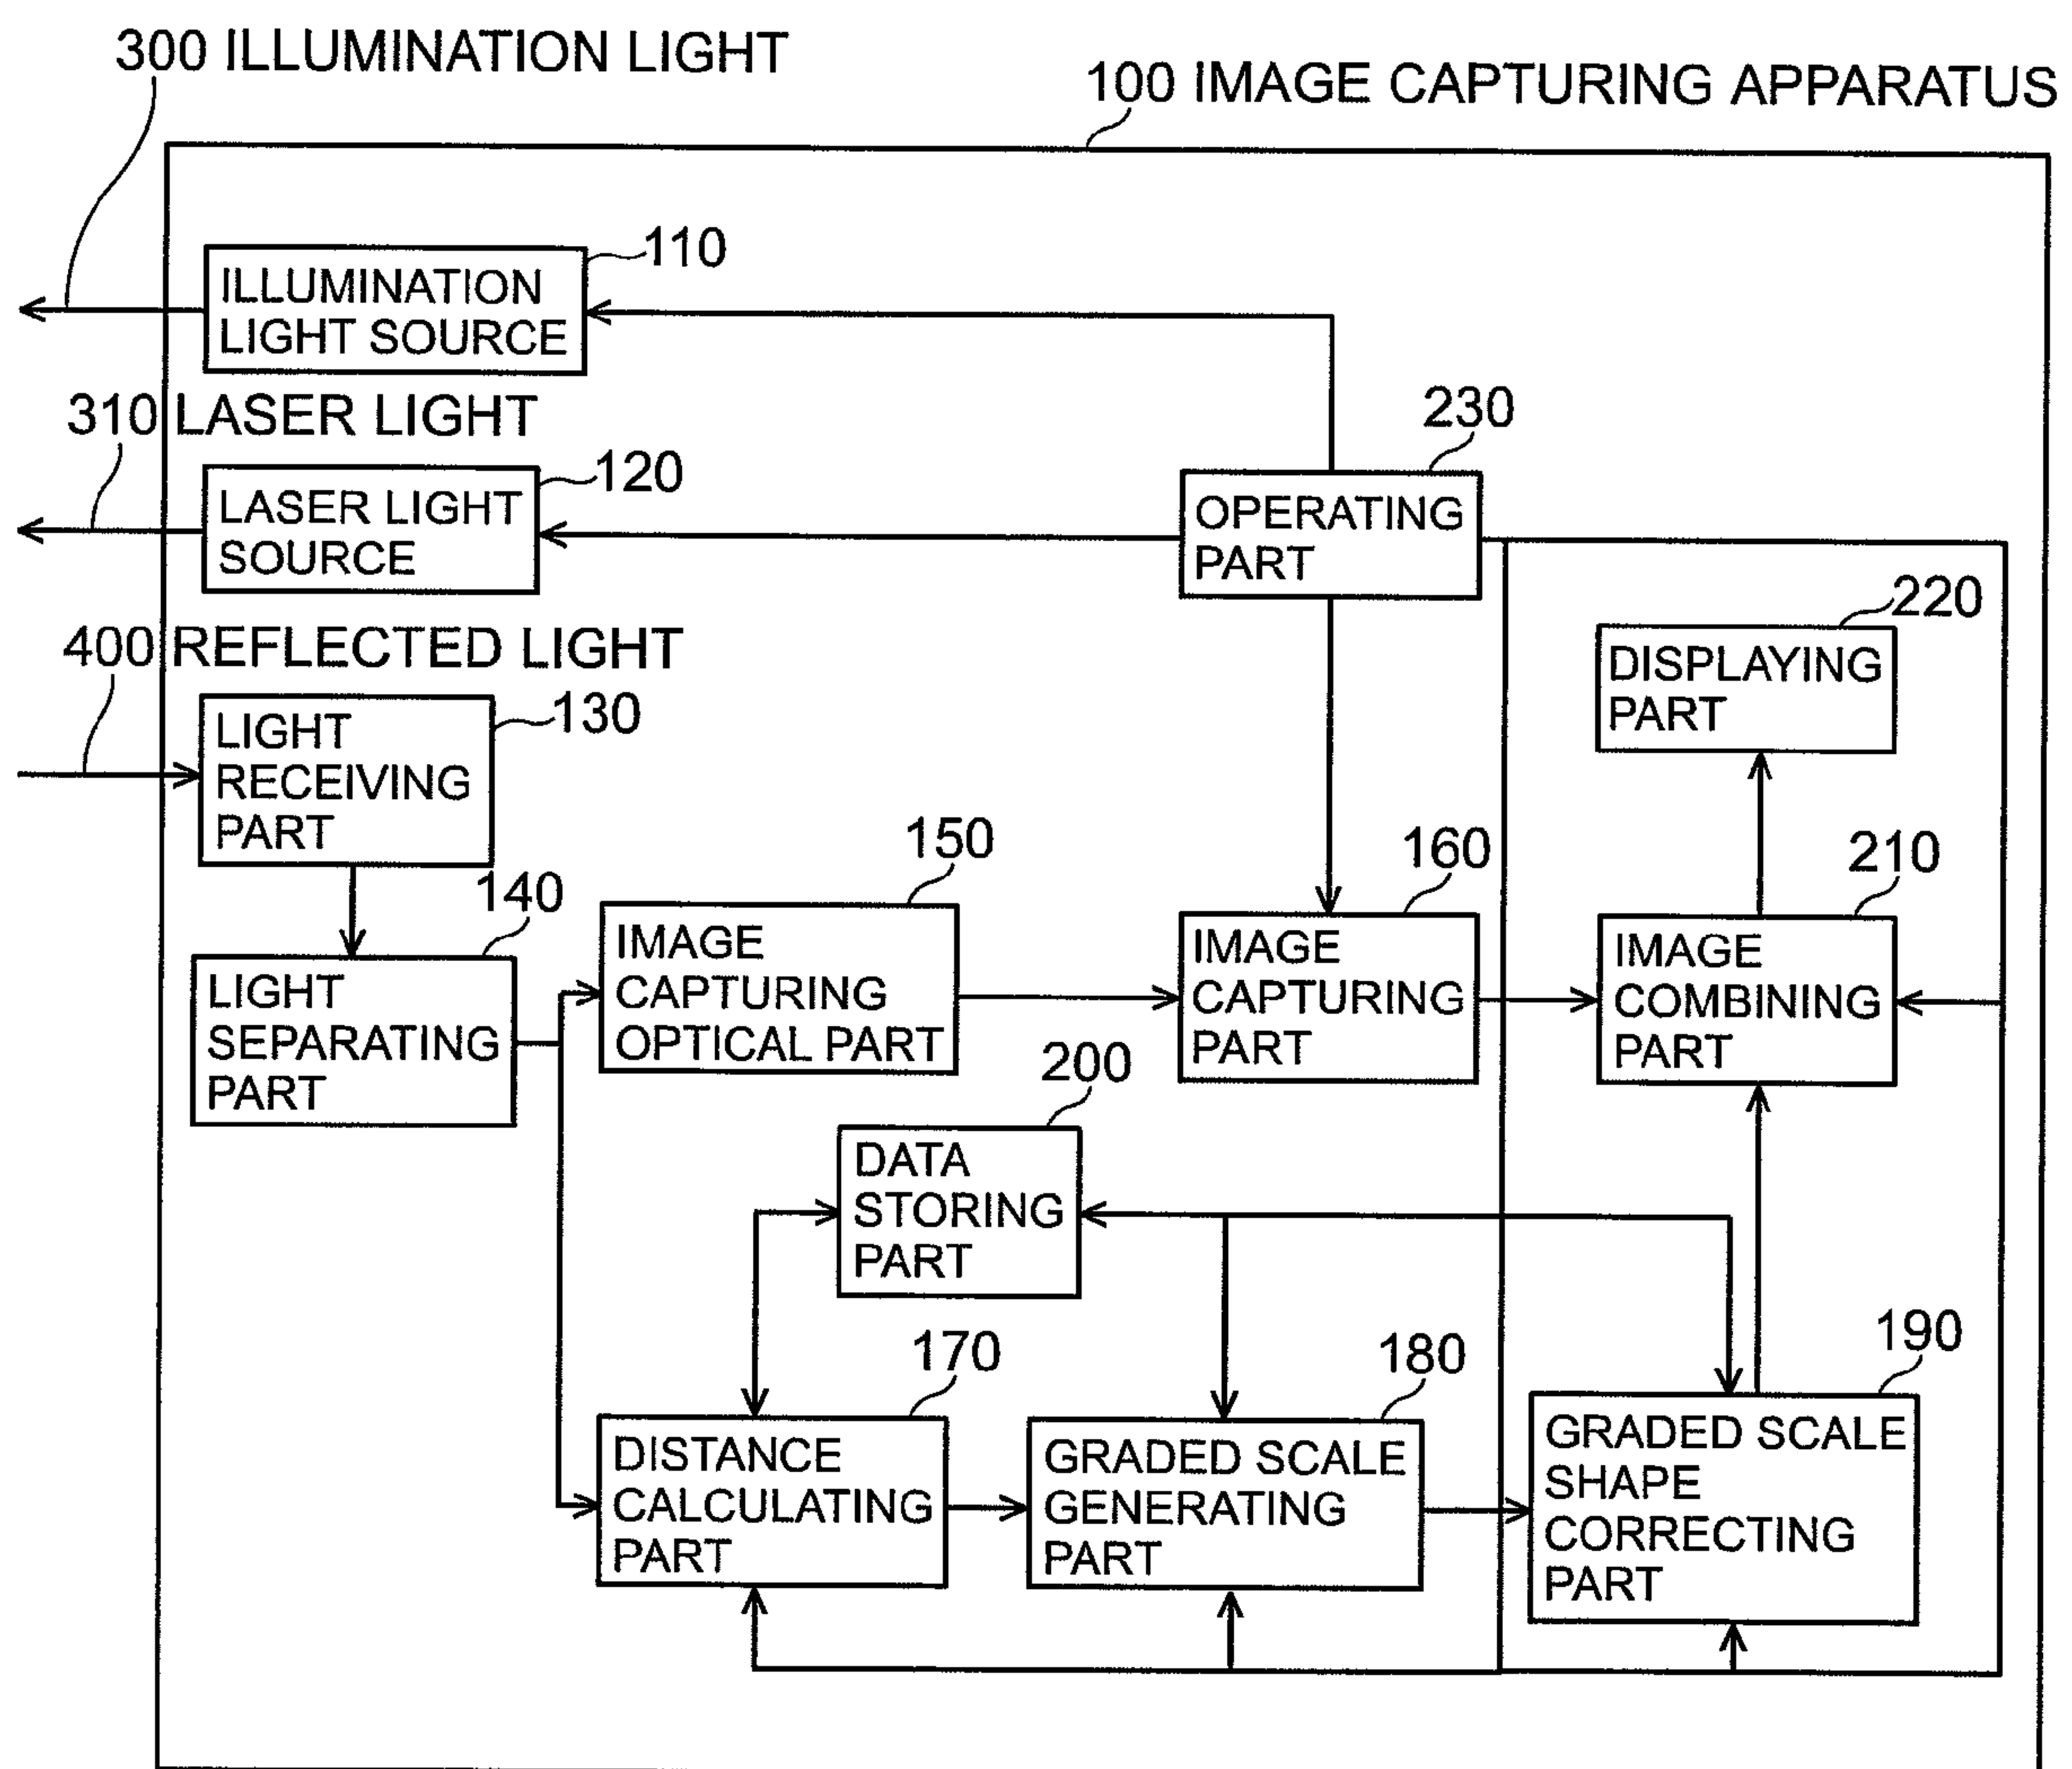 300 ILLUMINATION LIGHT
100 IMAGE CAPTURING APPARATUS
110
ILLUMINATION
LIGHT SOURCE
310 LASER LIGHT
230
120
LASER LIGHT
SOURCE
OPERATING
PART
220
400 REFLECTED LIGHT
DISPLAYING
PART
130
LIGHT
RECEIVING
PART
150
160
210
140
IMAGE
CAPTURING
OPTICAL PART
IMAGE
CAPTURING
PART
IMAGE
COMBINING
PART
LIGHT
SEPARATING
PART
200
DATA
STORING
PART
170
180
190
DISTANCE
CALCULATING
PART
GRADED SCALE
GENERATING
PART
GRADED SCALE
SHAPE
CORRECTING
PART